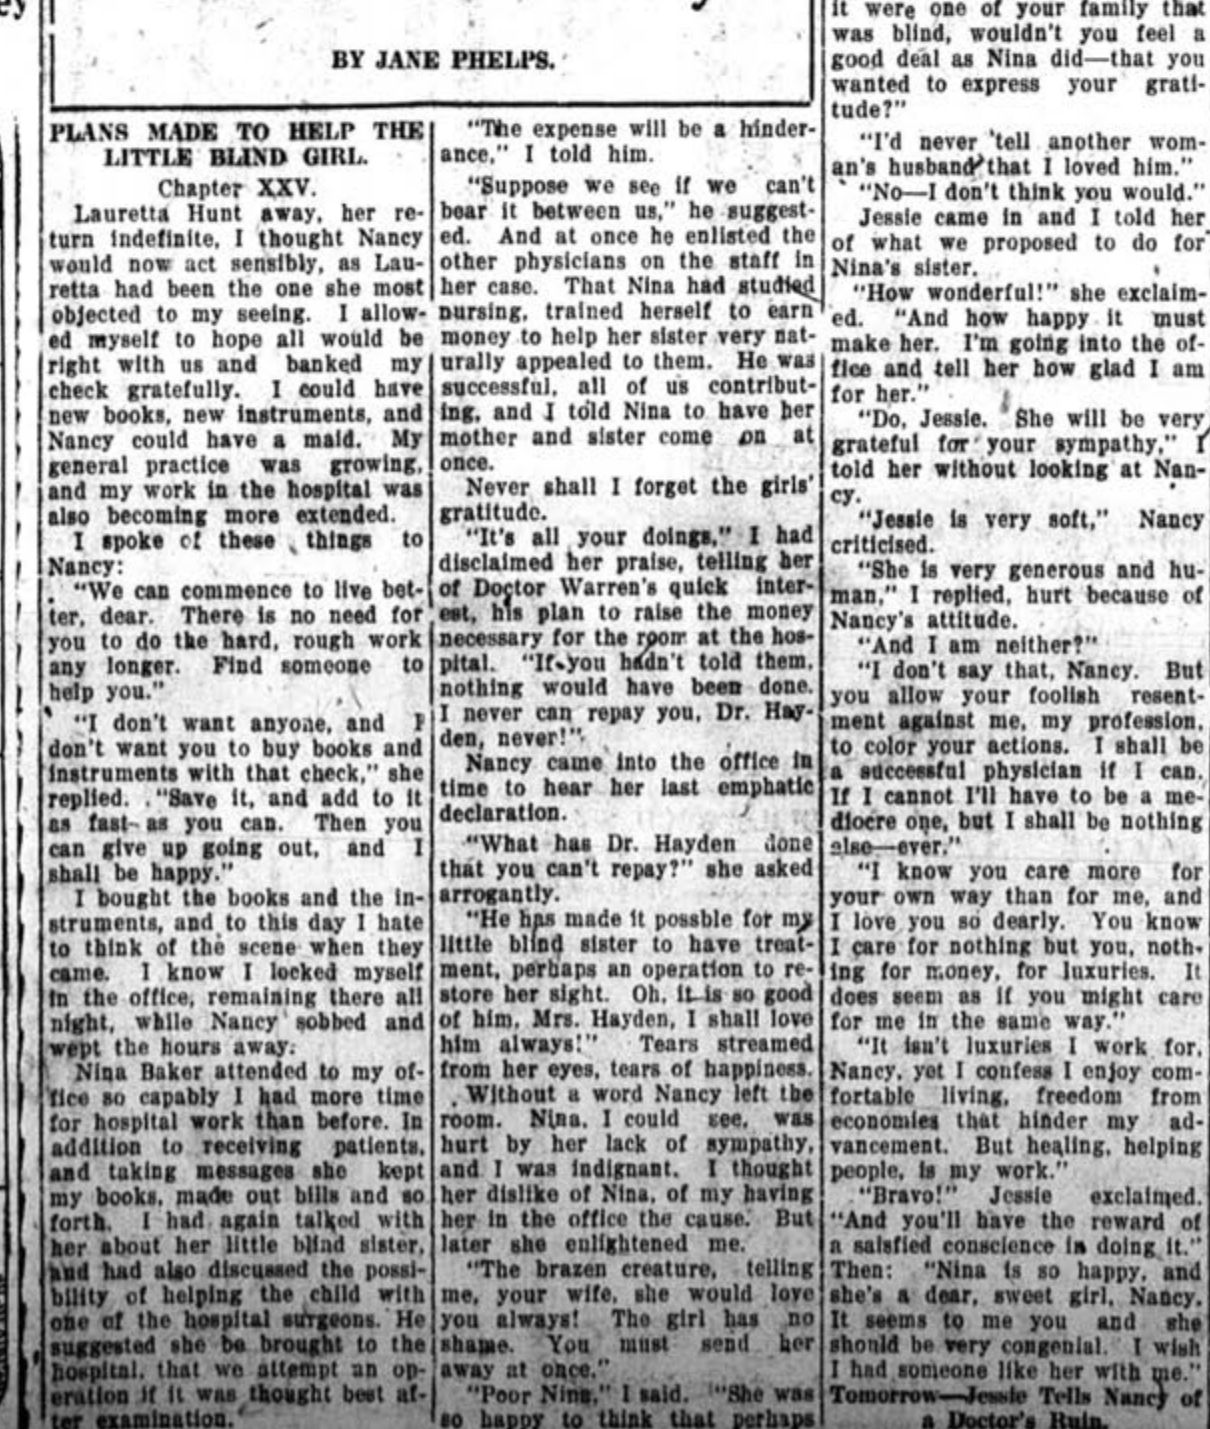 BY JANE PHELPS.
PLANS MADE TO HELP THE
LITTLE BLIND GIRL.
Chapter XXV.
Lauretta Hunt away, her re-
turn indefinite, I thought Nancy
would now act sensibly, as Lau-
retta had been the one she most
objected to my seeing. I allow-
ed myself to hope all would be
right with us and banked my
check gratefully. I could have
new books, new instruments, and
Nancy could have a maid. My
general practice was growing,
and my work in the hospital was
also becoming more extended.
I spoke of these things to
Nancy:
"We can commence to live bet-
ter, dear. There is no need for
you to do the hard, rough work
any longer. Find someone to
help you."
"I don't want anyone, and I
don't want you to buy books and
instruments with that check," she
replied. "Save it, and add to it
as fast as you can. Then you
can give up going out, and I
shall be happy."
I bought the books and the in-
struments, and to this day I hate
to think of the scene when they
came. I know I locked myself
in the office, remaining there all
night, while Nancy sobbed and
wept the hours away.
Nina Baker attended to my of-
fice so capably I had more time
for hospital work than before. In
addition to receiving patients,
and taking messages she kept
my books, made out bills and so
forth. I had again talked with
her about her little blind sister,
and had also discussed the possi-
bility of helping the child with
one of the hospital surgeons. He
suggested she be brought to the
hospital, that we attempt an op-
eration if it was thought best af-
ter examination.
"The expense will be a hinder-
ance," I told him.
"Suppose we see if we can't
bear it between us," he suggest-
ed. And at once he enlisted the
other physicians on the staff in
her case. That Nina had studied
nursing, trained herself to earn
money to help her sister very nat-
urally appealed to them. He was
successful, all of us contribut-
ing, and I told Nina to have her
mother and sister come on at
once.
Never shall I forget the girls'
gratitude.
"It's all your doings," I had
disclaimed her praise, telling her
of Doctor Warren's quick inter-
est, his plan to raise the money
necessary for the room at the hos-
pital. "If you hadn't told them,
nothing would have been done.
I never can repay you, Dr. Hay-
den, never!"
Nancy came into the office in
time to hear her last emphatic
declaration.
"What has Dr. Hayden done
that you can't repay?" she asked
arrogantly.
"He has made it possble for my
little blind sister to have treat-
ment, perhaps an operation to re-
store her sight. Oh, it is so good
of him, Mrs. Hayden, I shall love
him always!" Tears streamed
from her eyes, tears of happiness.
Without a word Nancy left the
room. Nina, I could see, was
hurt by her lack of sympathy,
and I was indignant. I thought
her dislike of Nina, of my having
her in the office the cause. But
later she enlightened me.
"The brazen creature, telling
me, your wife, she would love
you always! The girl has no
shame. You must send her
away at once."
"Poor Nina," I said. "She was
so happy to think that perhaps
it were one of your family that
was blind, wouldn't you feel a
good deal as Nina did—that you
wanted to express your grati-
tude?"
"I'd never tell another wom-
an's husband that I loved him."
"No—I don't think you would."
Jessie came in and I told her
of what we proposed to do for
Nina's sister.
"How wonderful!" she exclaim-
ed. "And how happy it must
make her. I'm going into the of-
fice and tell her how glad I am
for her."
"Do, Jessie. She will be very
grateful for your sympathy," I
told her without looking at Nan-
cy.
"Jessie is very soft," Nancy
criticised.
"She is very generous and hu-
man," I replied, hurt because of
Nancy's attitude.
"And I am neither?"
"I don't say that, Nancy. But
you allow your foolish resent-
ment against me, my profession,
to color your actions. I shall be
a successful physician if I can.
If I cannot I'll have to be a me-
diocre one, but I shall be nothing
else—ever."
"I know you care more for
your own way than for me, and
I love you so dearly. You know
I care for nothing but you, noth-
ing for money, for luxuries. It
does seem as if you might care
for me in the same way."
"It isn't luxuries I work for,
Nancy, yet I confess I enjoy com-
fortable living, freedom from
economies that hinder my ad-
vancement. But healing, helping
people, is my work."
"Bravo!" Jessie exclaimed.
"And you'll have the reward of
a saisfied conscience in doing it."
Then: "Nina is so happy, and
she's a dear, sweet girl, Nancy.
It seems to me you and she
should be very congenial. I wish
I had someone like her with me."
Tomorrow—Jessie Tells Nancy of
a Doctor's Ruin.